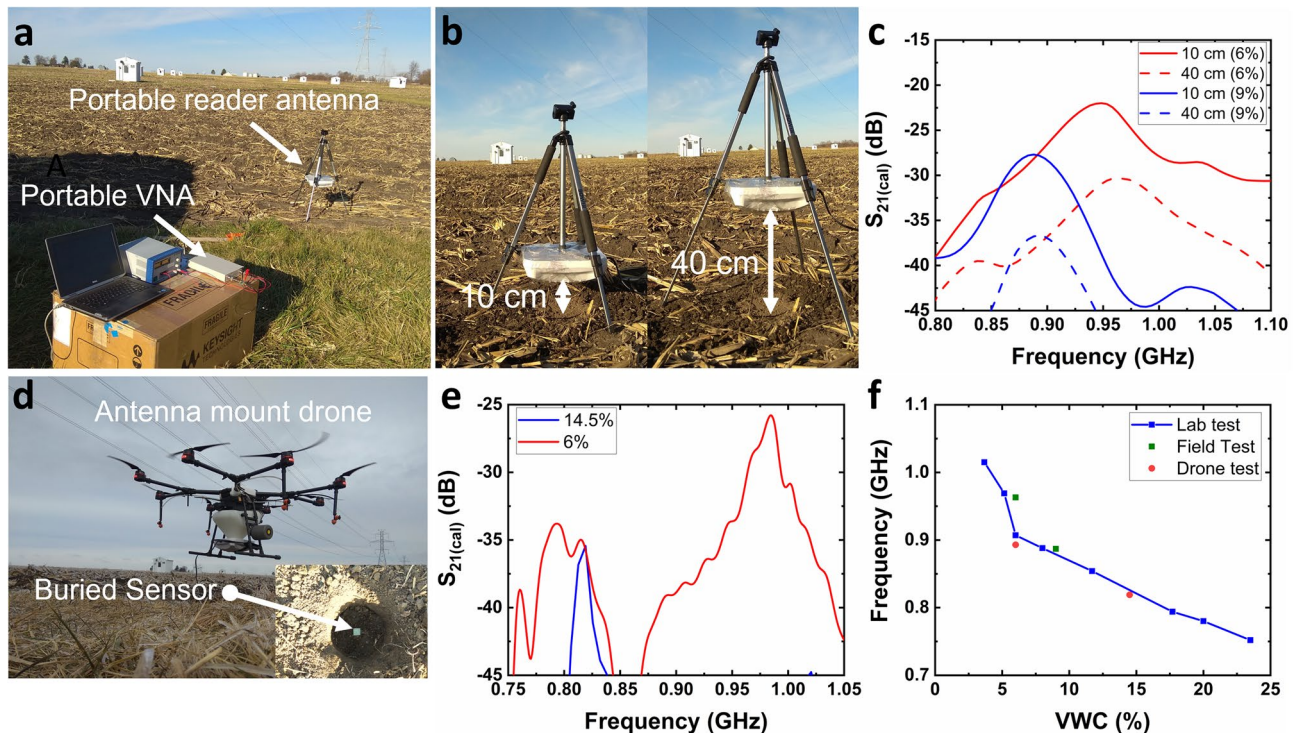 a
Portable reader antenna
A
Portable VNA
FRAGILE
FRAGILE
KEYSIGHT
b
10 cm
40 cm
c
S21(cal) (dB)
-15
-20
-25
-30
-35
-40
-45
0.80 0.85 0.90 0.95 1.00 1.05 1.10
Frequency (GHz)
10 cm (6%)
40 cm (6%)
10 cm (9%)
40 cm (9%)
d
Antenna mount drone
Buried Sensor
e
S21(cal) (dB)
-25
-30
-35
-40
-45
0.75 0.80 0.85 0.90 0.95 1.00 1.05
Frequency (GHz)
14.5%
6%
f
Frequency (GHz)
1.1
1.0
0.9
0.8
0.7
0 5 10 15 20 25
VWC (%)
Lab test
Field Test
Drone test